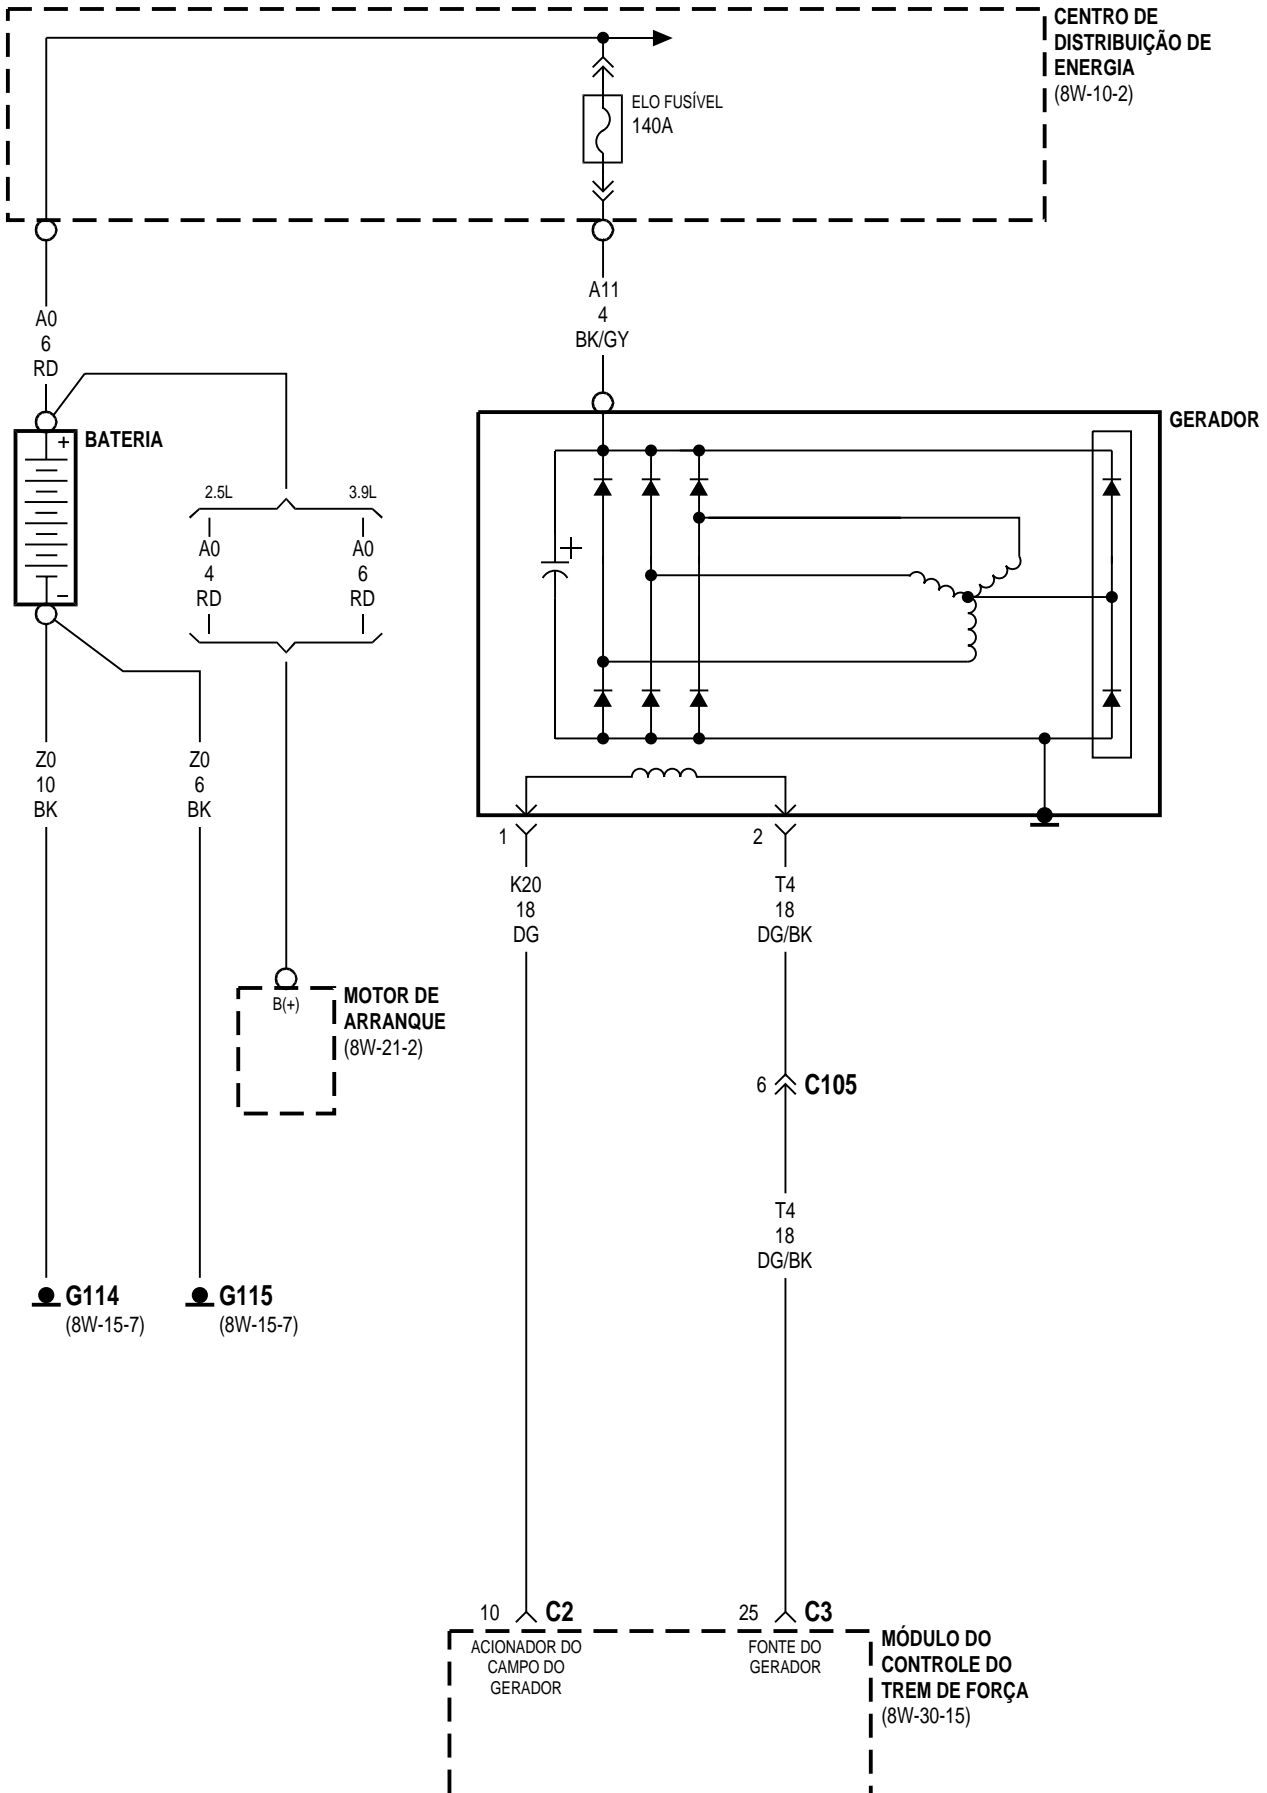 CENTRO DE
DISTRIBUIÇÃO DE
ENERGIA
(8W-10-2)
ELO FUSÍVEL
140A
A0
6
RD
A11
4
BK/GY
+
BATERIA
–
GERADOR
2.5L
3.9L
A0
4
RD
A0
6
RD
+
Z0
10
BK
Z0
6
BK
1
2
K20
18
DG
T4
18
DG/BK
B(+)
MOTOR DE
ARRANQUE
(8W-21-2)
6
C105
T4
18
DG/BK
G114
(8W-15-7)
G115
(8W-15-7)
10
C2
25
C3
ACIONADOR DO
CAMPO DO
GERADOR
FONTE DO
GERADOR
MÓDULO DO
CONTROLE DO
TREM DE FORÇA
(8W-30-15)